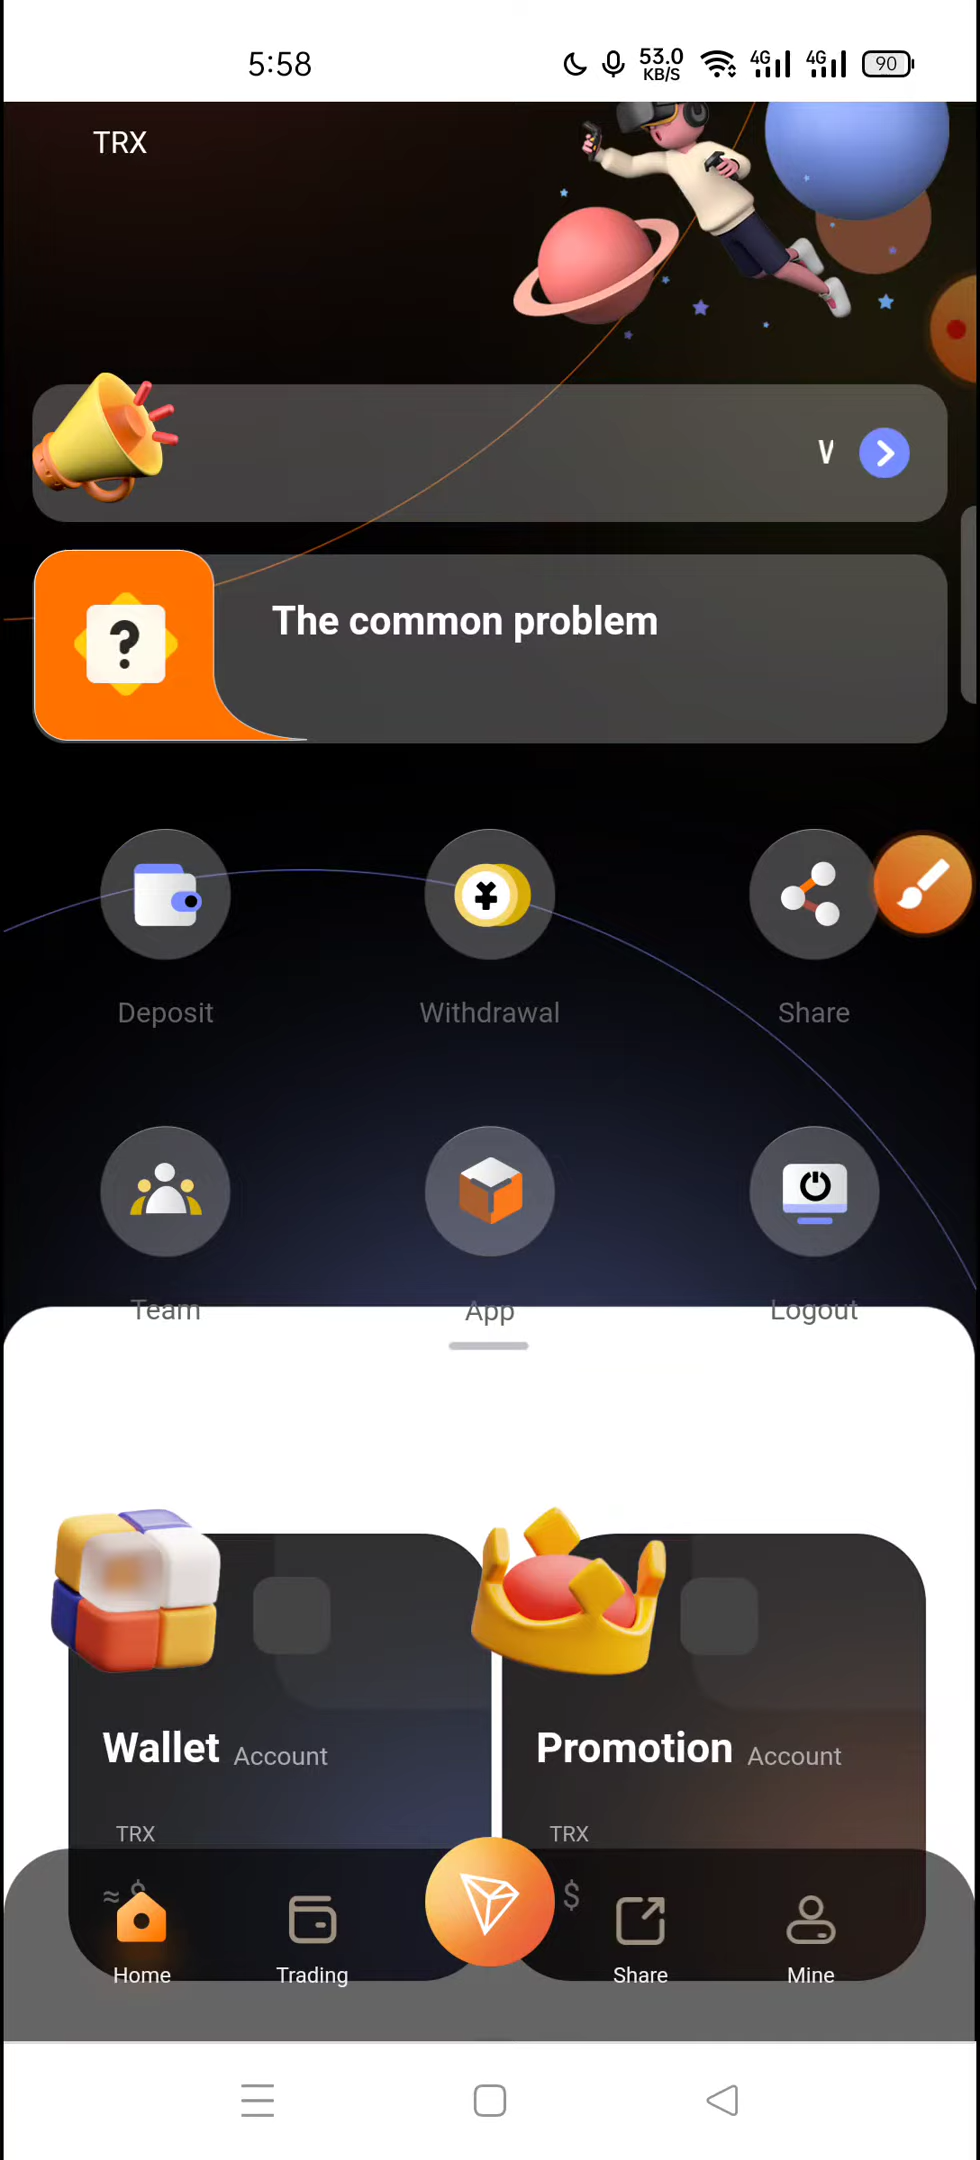 5:58
53.0
KB/S
4G
4G
90
TRX
The common problem
Deposit
Withdrawal
Share
Team
App
Logout
Wallet Account
Promotion Account
TRX
TRX
≈ $
$
Home
Trading
Share
Mine